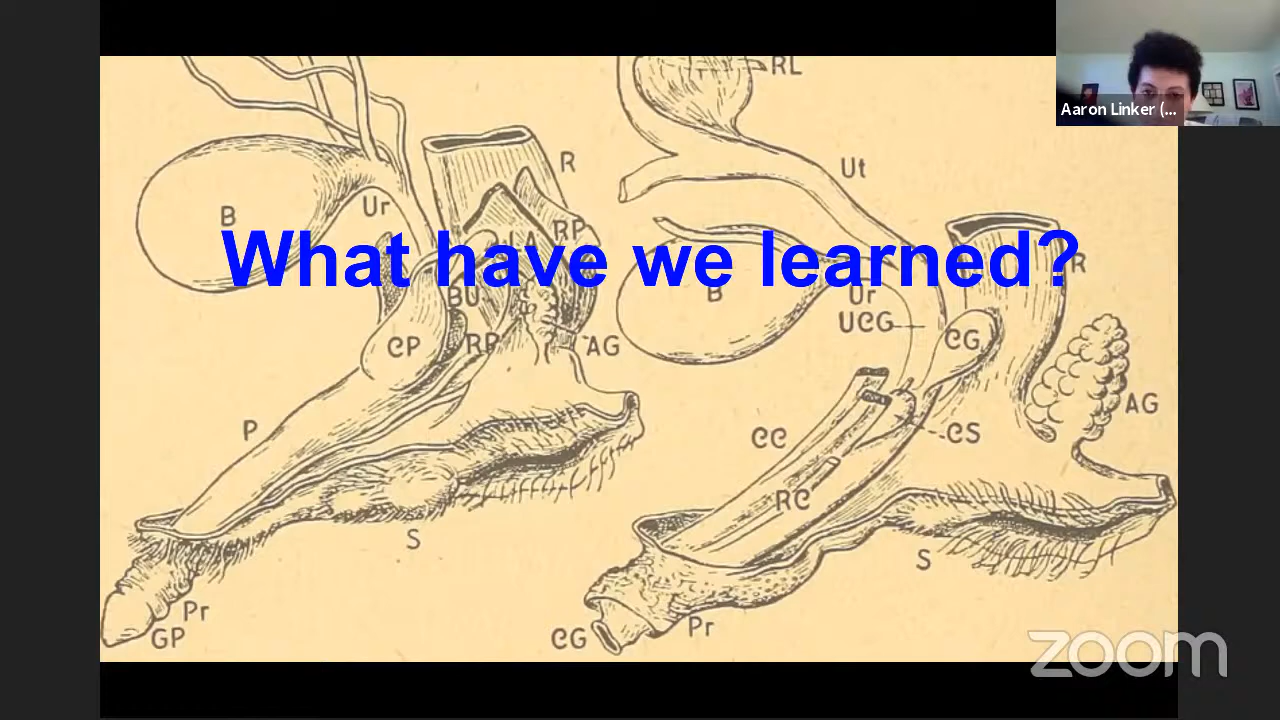 RL
Aaron Linker (...
R
Ut
B
Ur
RP
LA
What have we learned?
R
BU
B
Ur
UCG
CG
CP
RP
AG
AG
P
CC
CS
RC
S
S
Pr
GP
CG
Pr
zoom